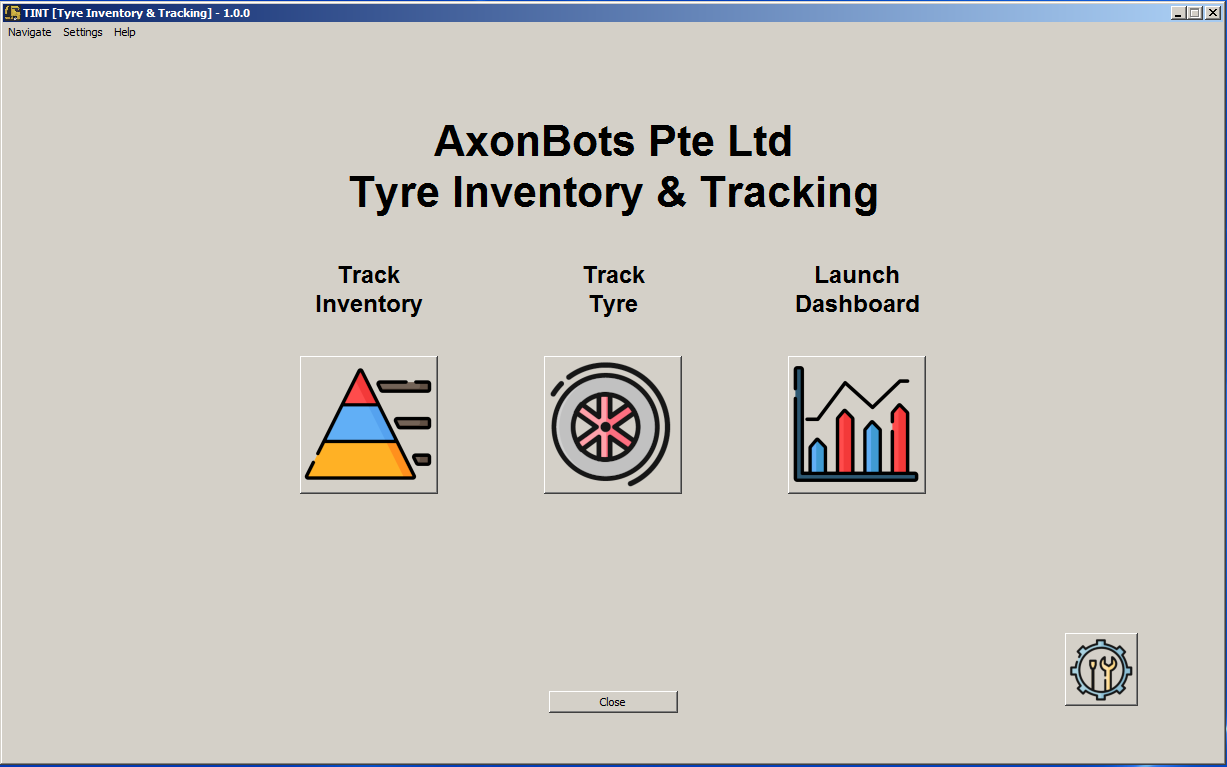 TINT [Tyre Inventory & Tracking] - 1.0.0
Navigate Settings Help
AxonBots Pte Ltd
Tyre Inventory & Tracking
Track
Inventory
Track
Tyre
Launch
Dashboard
Close